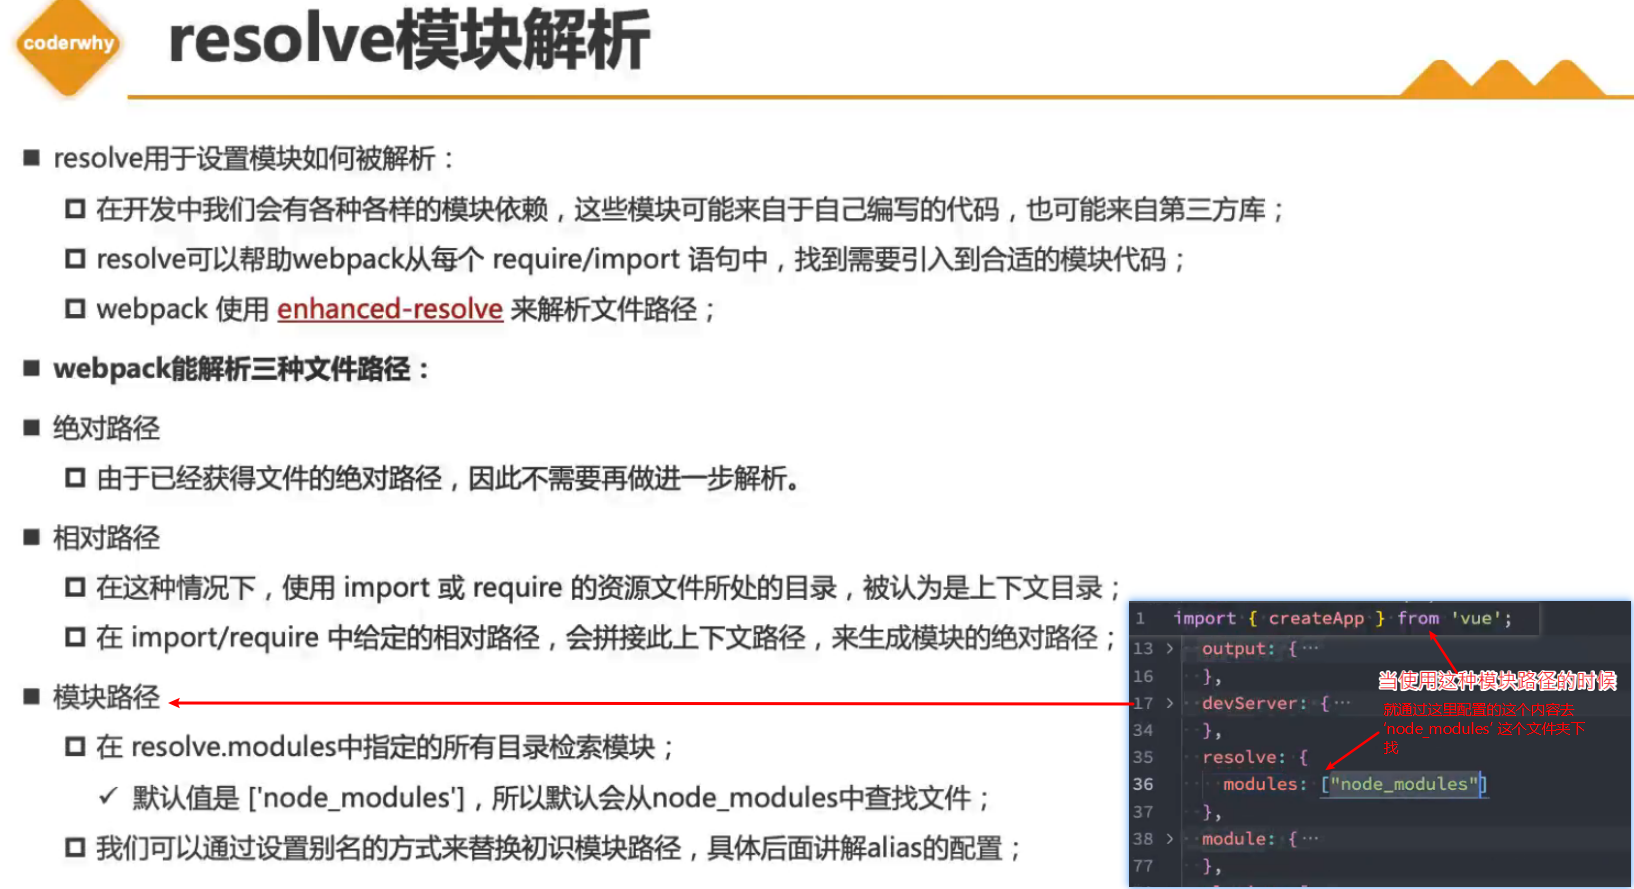 coderwhy
resolve模块解析
resolve用于设置模块如何被解析：
在开发中我们会有各种各样的模块依赖，这些模块可能来自于自己编写的代码，也可能来自第三方库；
resolve可以帮助webpack从每个 require/import 语句中，找到需要引入到合适的模块代码；
webpack 使用 enhanced-resolve 来解析文件路径；
webpack能解析三种文件路径：
绝对路径
由于已经获得文件的绝对路径，因此不需要再做进一步解析。
相对路径
在这种情况下，使用 import 或 require 的资源文件所处的目录，被认为是上下文目录；
在 import/require 中给定的相对路径，会拼接此上下文路径，来生成模块的绝对路径；
模块路径
在 resolve.modules中指定的所有目录检索模块；
✓ 默认值是 ['node_modules']，所以默认会从node_modules中查找文件；
我们可以通过设置别名的方式来替换初识模块路径，具体后面讲解alias的配置；
1 import { createApp } from 'vue';
13 > output: {···
16 },
17 > devServer: {···
34 },
35 resolve: {
36 modules: ["node_modules"]
37 },
38 > module: {···
77 },
当使用这种模块路径的时候
就通过这里配置的这个内容去
'node_modules' 这个文件夹下
找